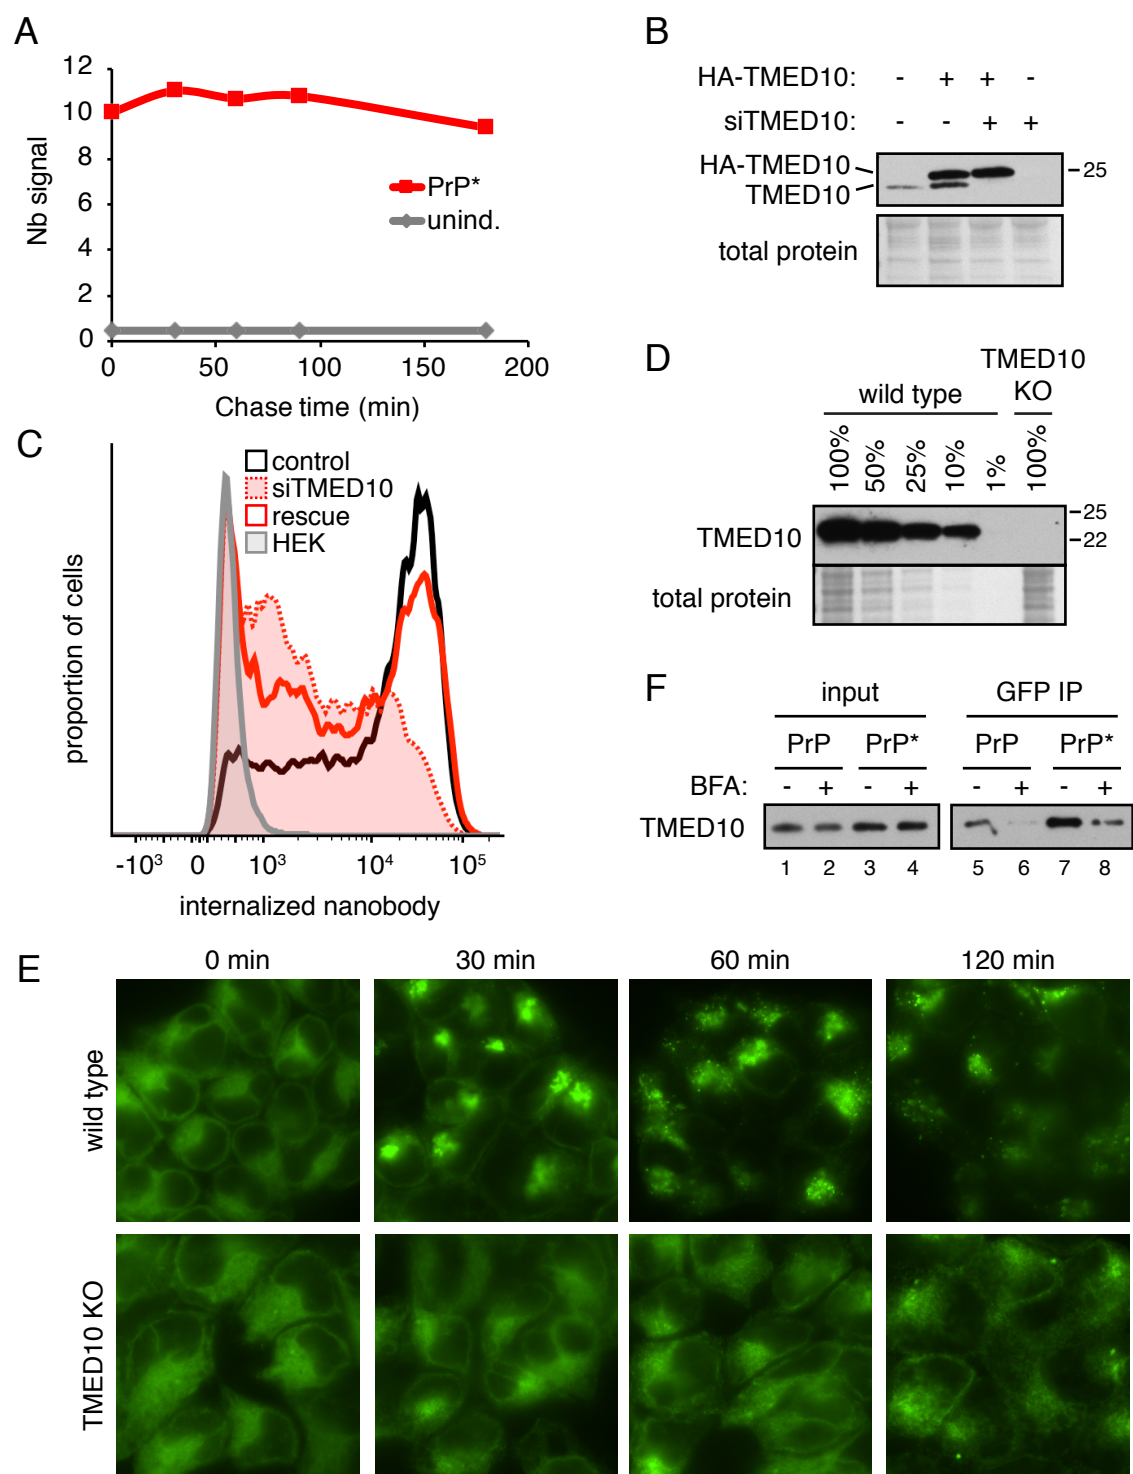 A
12
10
8
6
4
2
0
Nb signal
PrP*
unind.
0 50 100 150 200
Chase time (min)
B
HA-TMED10: - + + -
siTMED10: - - + +
HA-TMED10
TMED10
25
total protein
C
control
siTMED10
rescue
HEK
proportion of cells
-10³ 0 10³ 10⁴ 10⁵
internalized nanobody
D
TMED10
wild type KO
100% 50% 25% 10% 1% 100%
TMED10
25
22
total protein
F
input GFP IP
PrP PrP* PrP PrP*
BFA: - + - + - + - +
TMED10
1 2 3 4 5 6 7 8
E
0 min 30 min 60 min 120 min
wild type
TMED10 KO